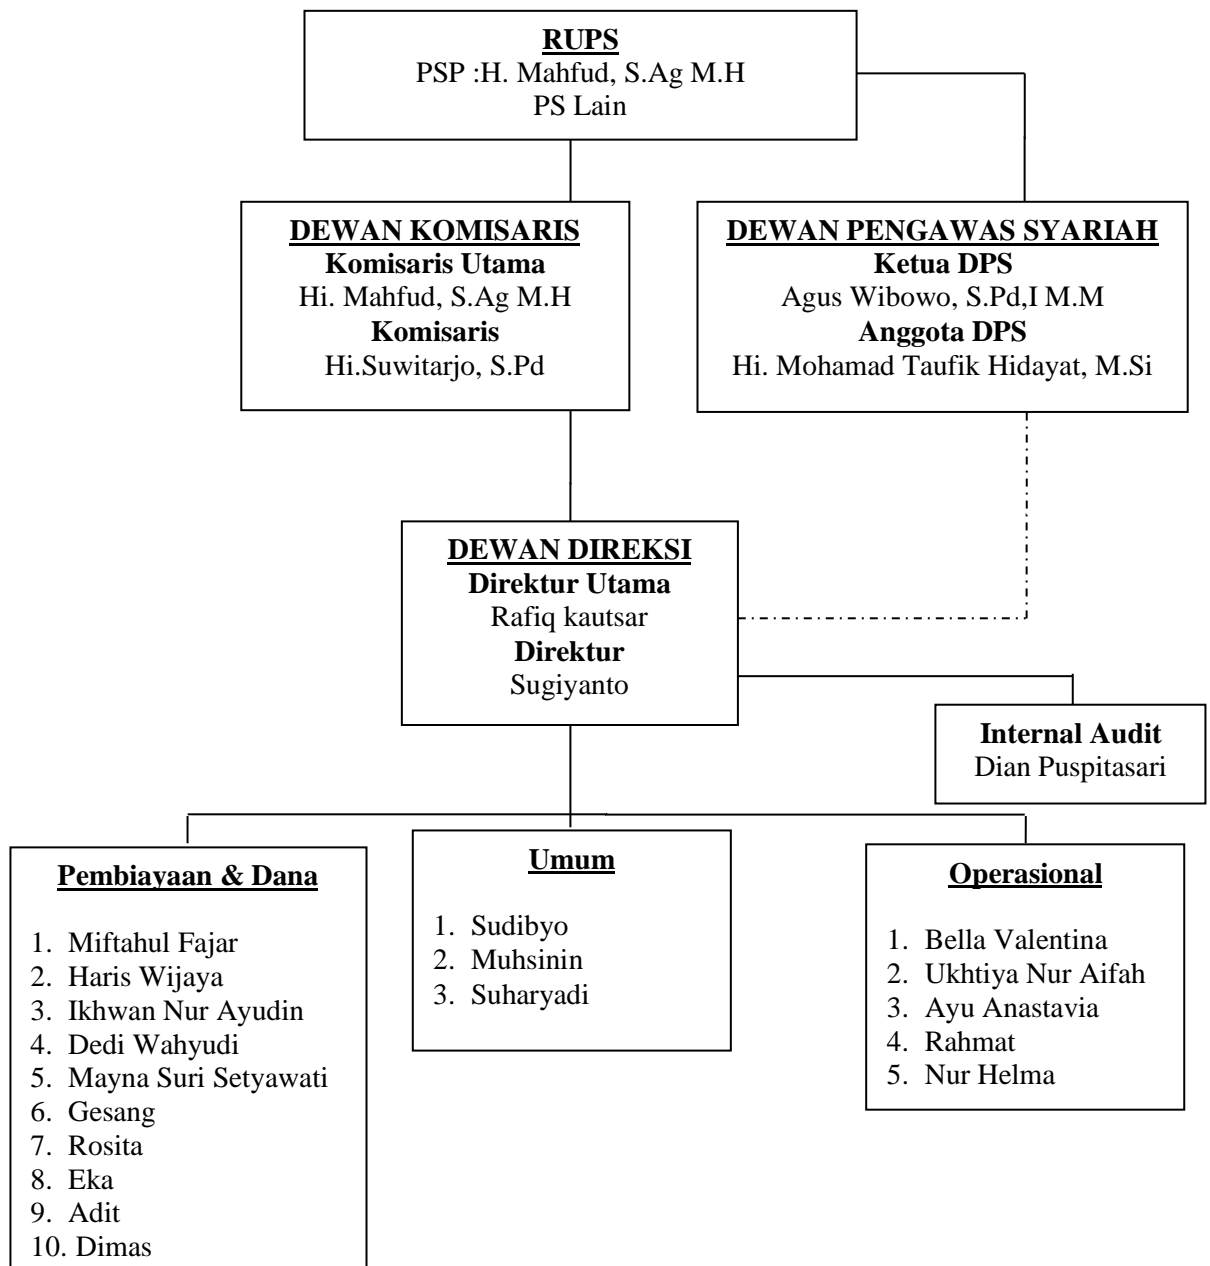 RUPS
PSP :H. Mahfud, S.Ag M.H
PS Lain
DEWAN KOMISARIS
Komisaris Utama
Hi. Mahfud, S.Ag M.H
Komisaris
Hi.Suwitarjo, S.Pd
DEWAN PENGAWAS SYARIAH
Ketua DPS
Agus Wibowo, S.Pd,I M.M
Anggota DPS
Hi. Mohamad Taufik Hidayat, M.Si
DEWAN DIREKSI
Direktur Utama
Rafiq kautsar
Direktur
Sugiyanto
Internal Audit
Dian Puspitasari
Pembiayaan & Dana
1. Miftahul Fajar
2. Haris Wijaya
3. Ikhwan Nur Ayudin
4. Dedi Wahyudi
5. Mayna Suri Setyawati
6. Gesang
7. Rosita
8. Eka
9. Adit
10. Dimas
Umum
1. Sudibyo
2. Muhsinin
3. Suharyadi
Operasional
1. Bella Valentina
2. Ukhtiya Nur Aifah
3. Ayu Anastavia
4. Rahmat
5. Nur Helma